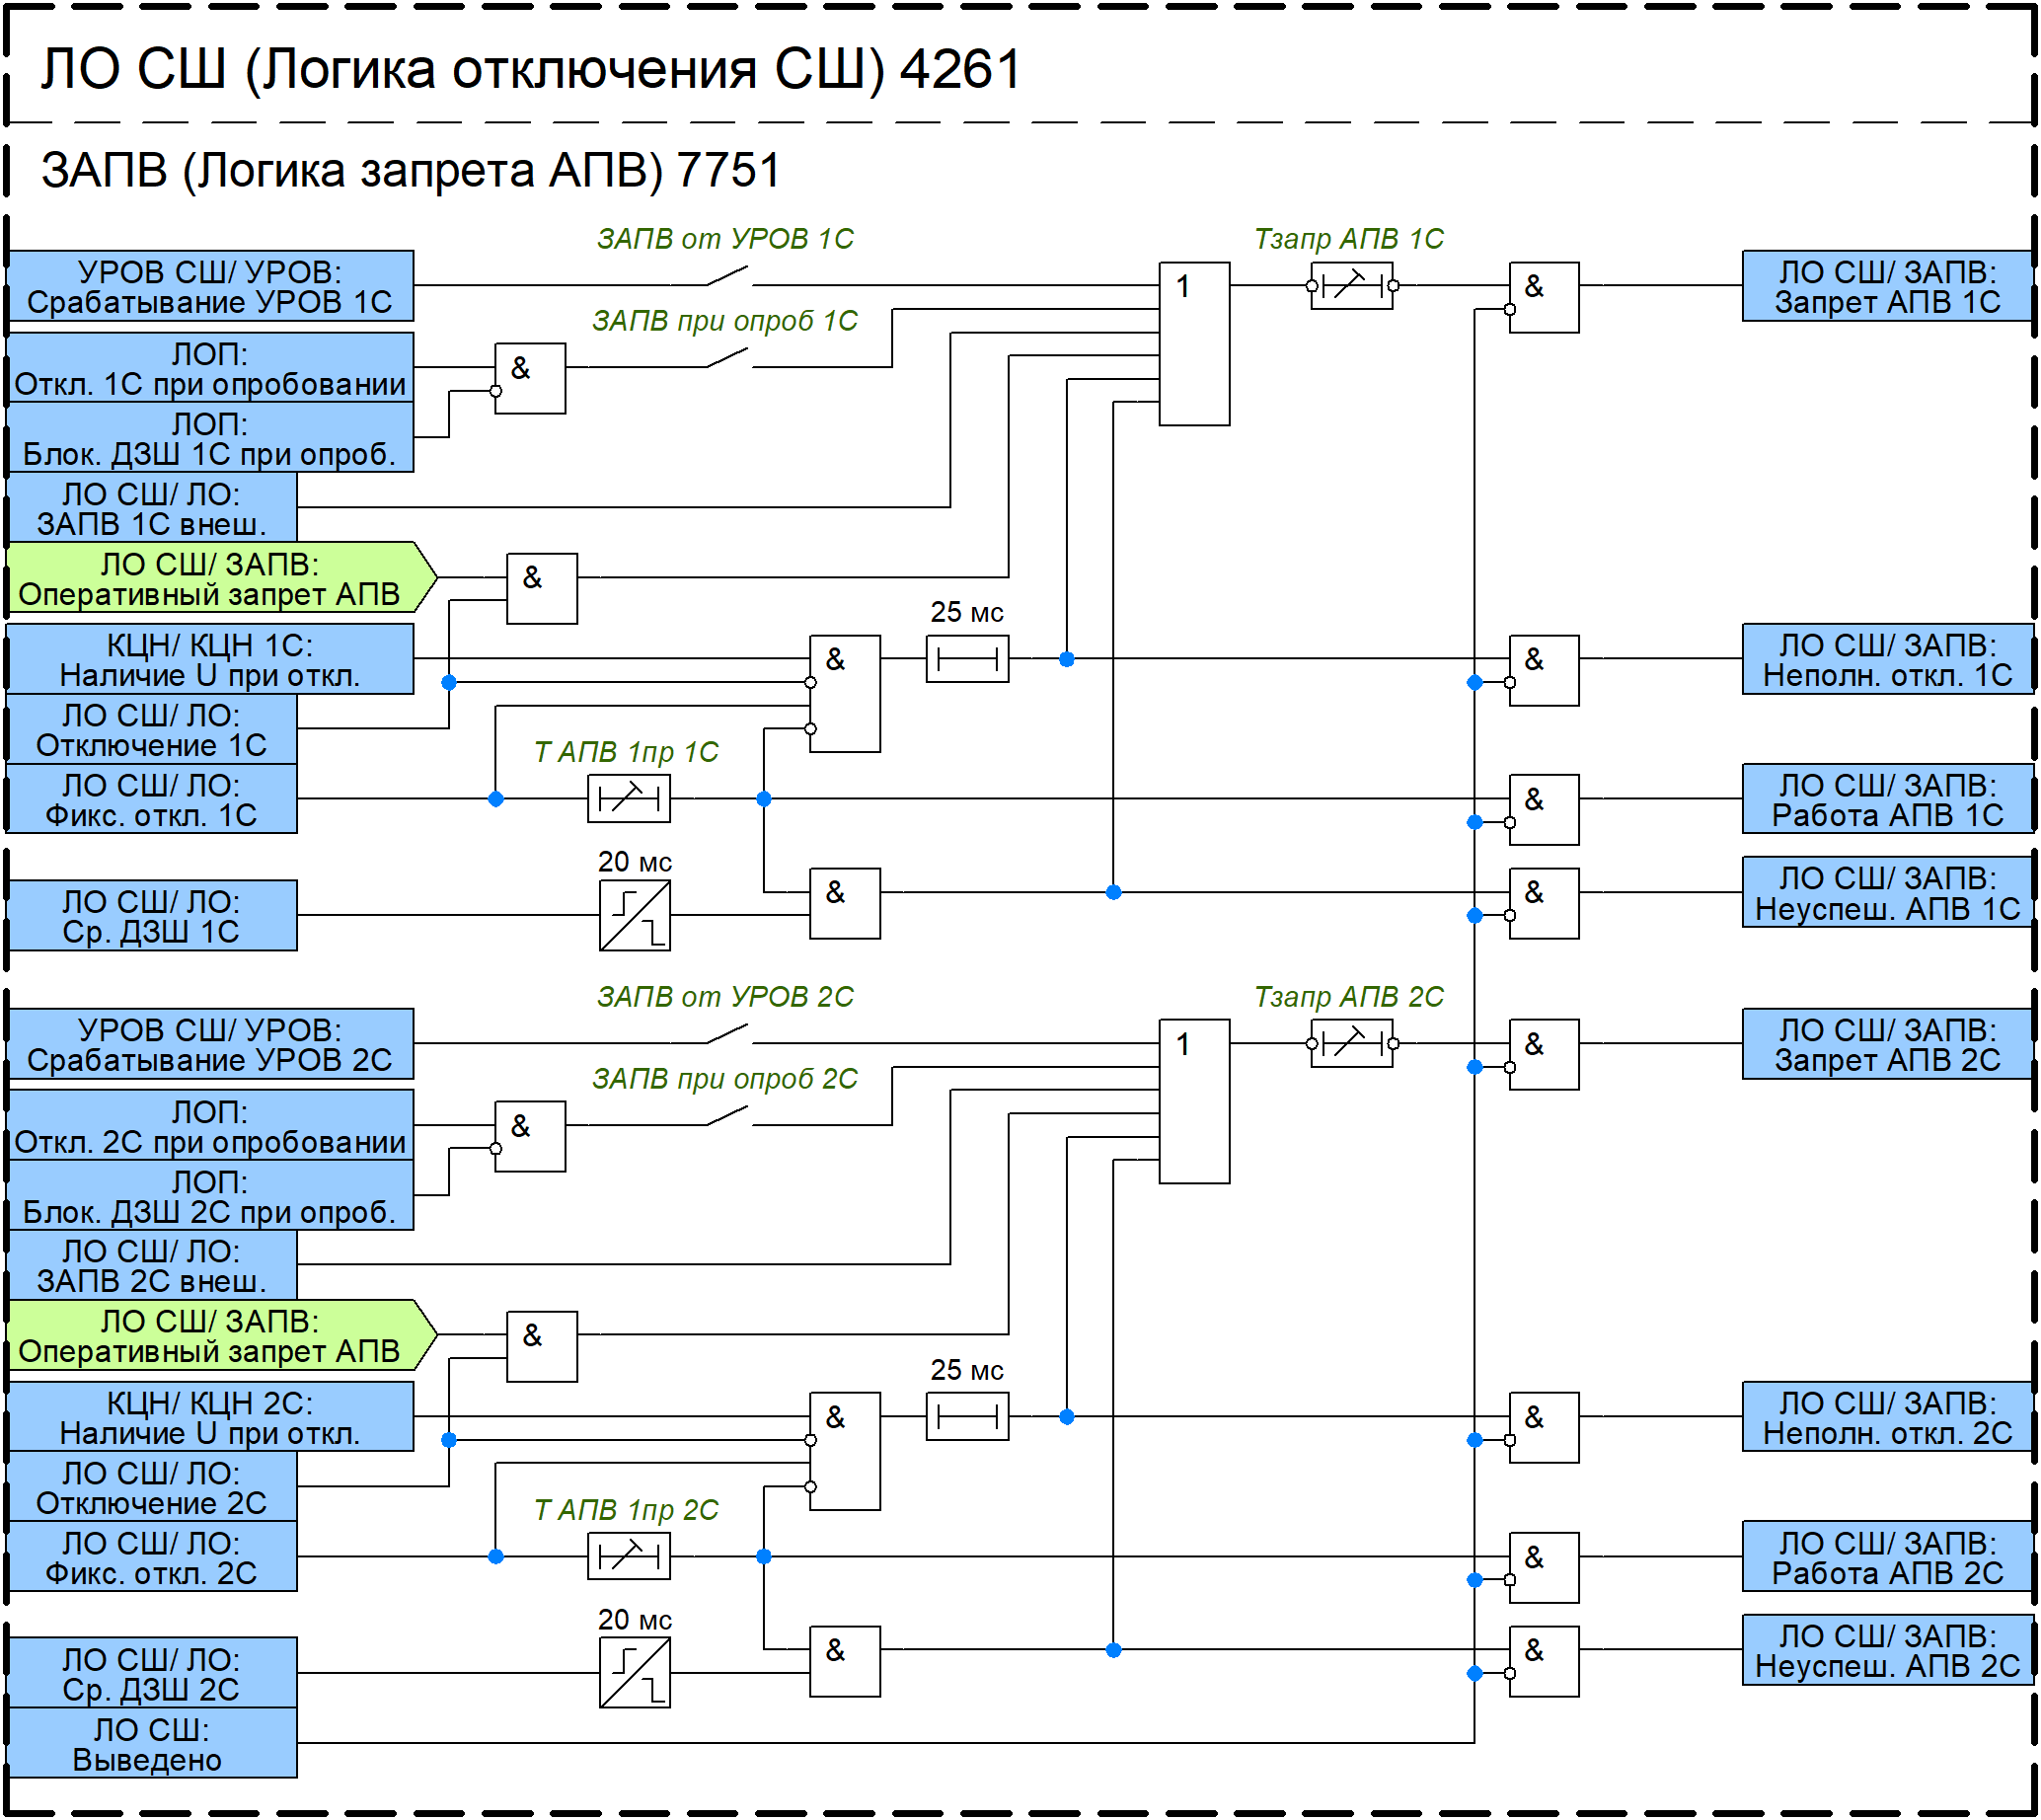 ЛО СШ (Логика отключения СШ) 4261
ЗАПВ (Логика запрета АПВ) 7751
ЗАПВ от УРОВ 1С
Tзапр АПВ 1С
УРОВ СШ/ УРОВ:
Срабатывание УРОВ 1С
1
&
ЛО СШ/ ЗАПВ:
Запрет АПВ 1С
ЗАПВ при опроб 1С
ЛОП:
Откл. 1С при опробовании
&
ЛОП:
Блок. ДЗШ 1С при опроб.
ЛО СШ/ ЛО:
ЗАПВ 1С внеш.
ЛО СШ/ ЗАПВ:
Оперативный запрет АПВ
&
25 мс
КЦН/ КЦН 1С:
Наличие U при откл.
&
&
ЛО СШ/ ЗАПВ:
Неполн. откл. 1С
ЛО СШ/ ЛО:
Отключение 1С
T АПВ 1пр 1С
ЛО СШ/ ЛО:
Фикс. откл. 1С
&
ЛО СШ/ ЗАПВ:
Работа АПВ 1С
20 мс
ЛО СШ/ ЛО:
Ср. ДЗШ 1С
&
&
ЛО СШ/ ЗАПВ:
Неуспеш. АПВ 1С
ЗАПВ от УРОВ 2С
Tзапр АПВ 2С
УРОВ СШ/ УРОВ:
Срабатывание УРОВ 2С
1
&
ЛО СШ/ ЗАПВ:
Запрет АПВ 2С
ЗАПВ при опроб 2С
ЛОП:
Откл. 2С при опробовании
&
ЛОП:
Блок. ДЗШ 2С при опроб.
ЛО СШ/ ЛО:
ЗАПВ 2С внеш.
ЛО СШ/ ЗАПВ:
Оперативный запрет АПВ
&
25 мс
КЦН/ КЦН 2С:
Наличие U при откл.
&
&
ЛО СШ/ ЗАПВ:
Неполн. откл. 2С
ЛО СШ/ ЛО:
Отключение 2С
T АПВ 1пр 2С
ЛО СШ/ ЛО:
Фикс. откл. 2С
&
ЛО СШ/ ЗАПВ:
Работа АПВ 2С
20 мс
ЛО СШ/ ЛО:
Ср. ДЗШ 2С
&
&
ЛО СШ/ ЗАПВ:
Неуспеш. АПВ 2С
ЛО СШ:
Выведено